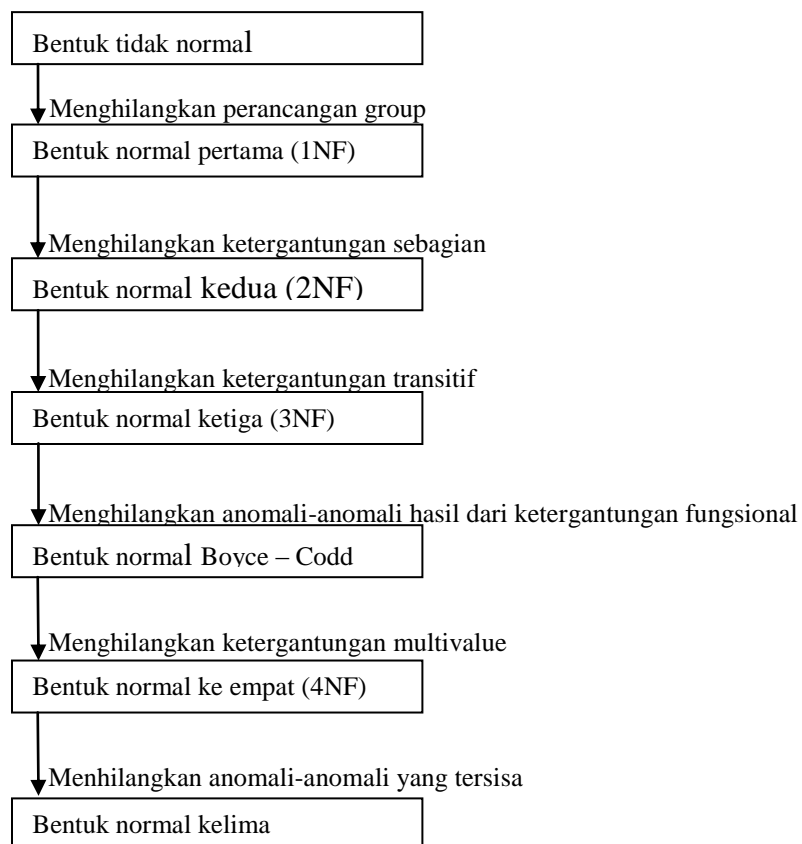 Bentuk tidak normal
Menghilangkan perancangan group
Bentuk normal pertama (1NF)
Menghilangkan ketergantungan sebagian
Bentuk normal kedua (2NF)
Menghilangkan ketergantungan transitif
Bentuk normal ketiga (3NF)
Menghilangkan anomali-anomali hasil dari ketergantungan fungsional
Bentuk normal Boyce – Codd
Menghilangkan ketergantungan multivalue
Bentuk normal ke empat (4NF)
Menhilangkan anomali-anomali yang tersisa
Bentuk normal kelima